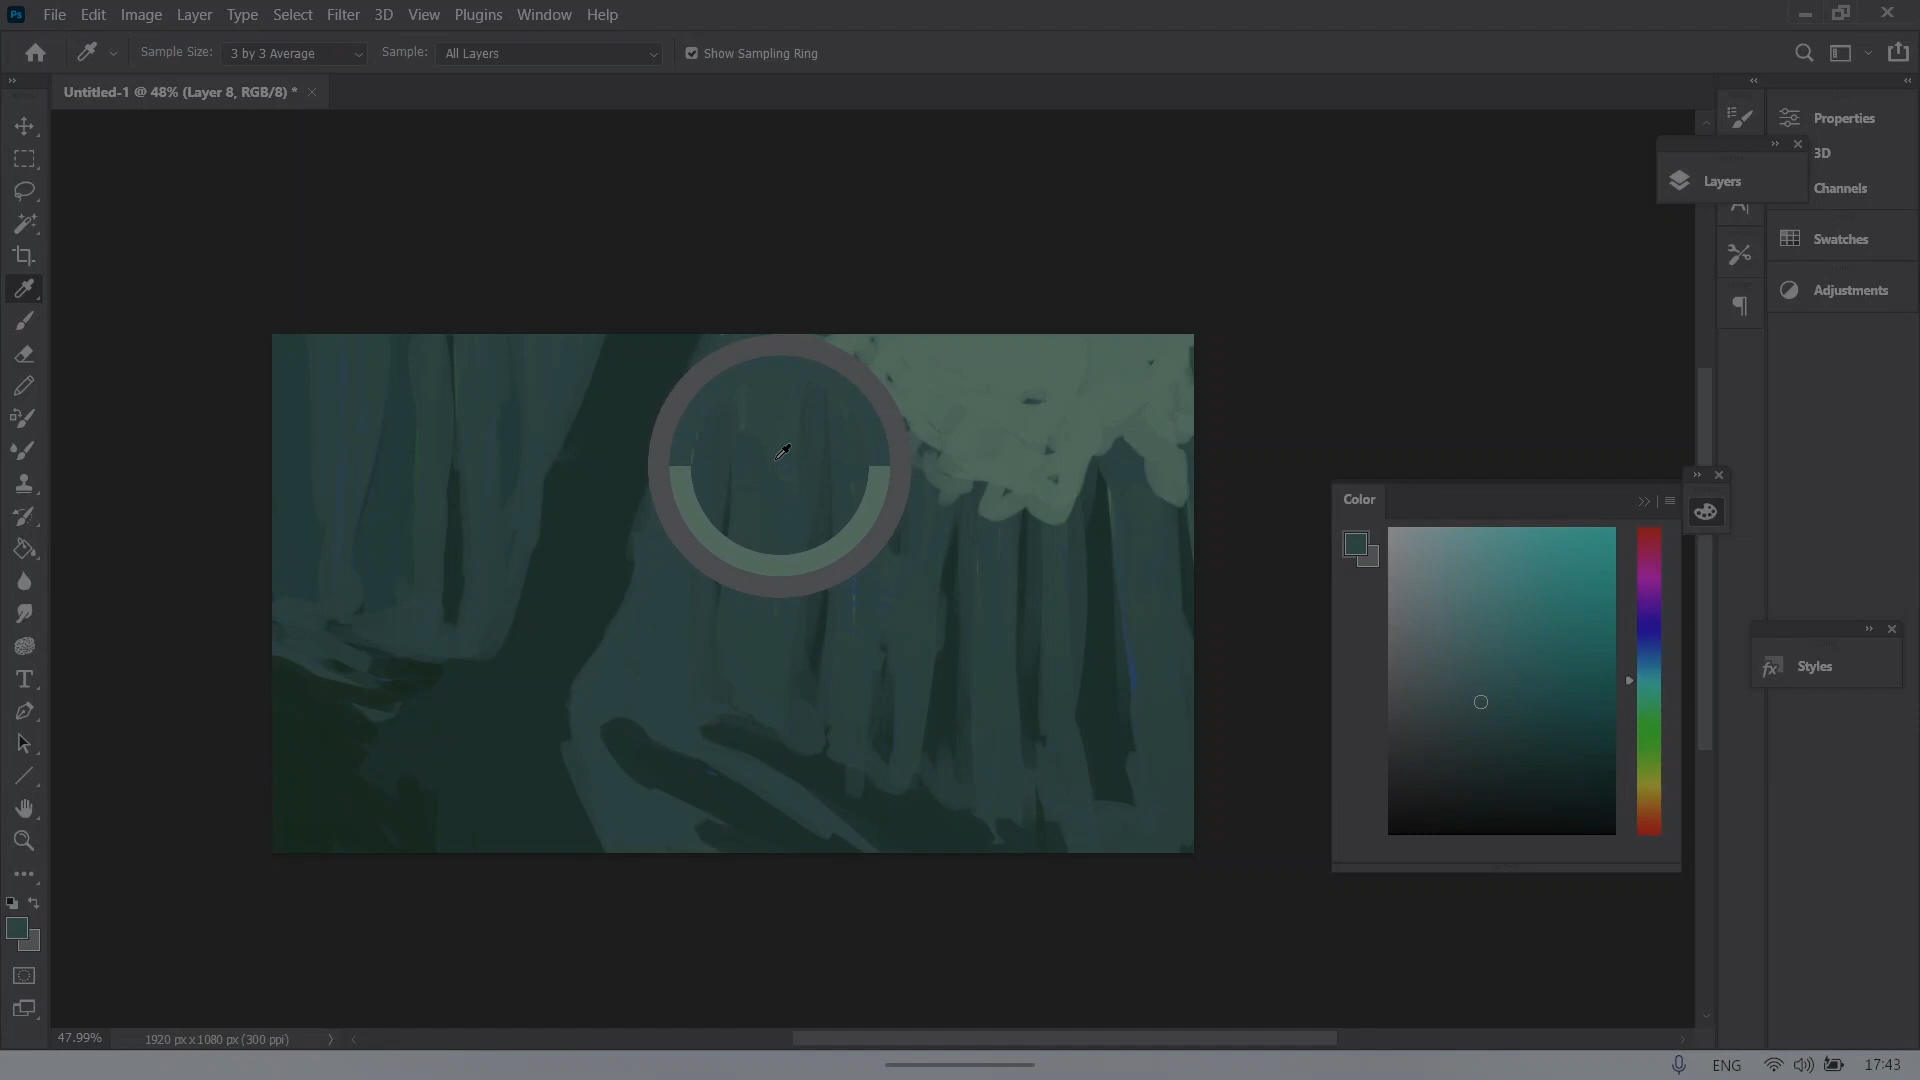 Ps File Edit Image Layer Type Select Filter 3D View Plugins Window Help
Sample Size: 3 by 3 Average Sample: All Layers Show Sampling Ring
Untitled-1 @ 48% (Layer 8, RGB/8) *
Properties
3D
Layers
Channels
Swatches
Adjustments
Color
fx Styles
47.99% 1920 px x 1080 px (300 ppi)
ENG 17:43